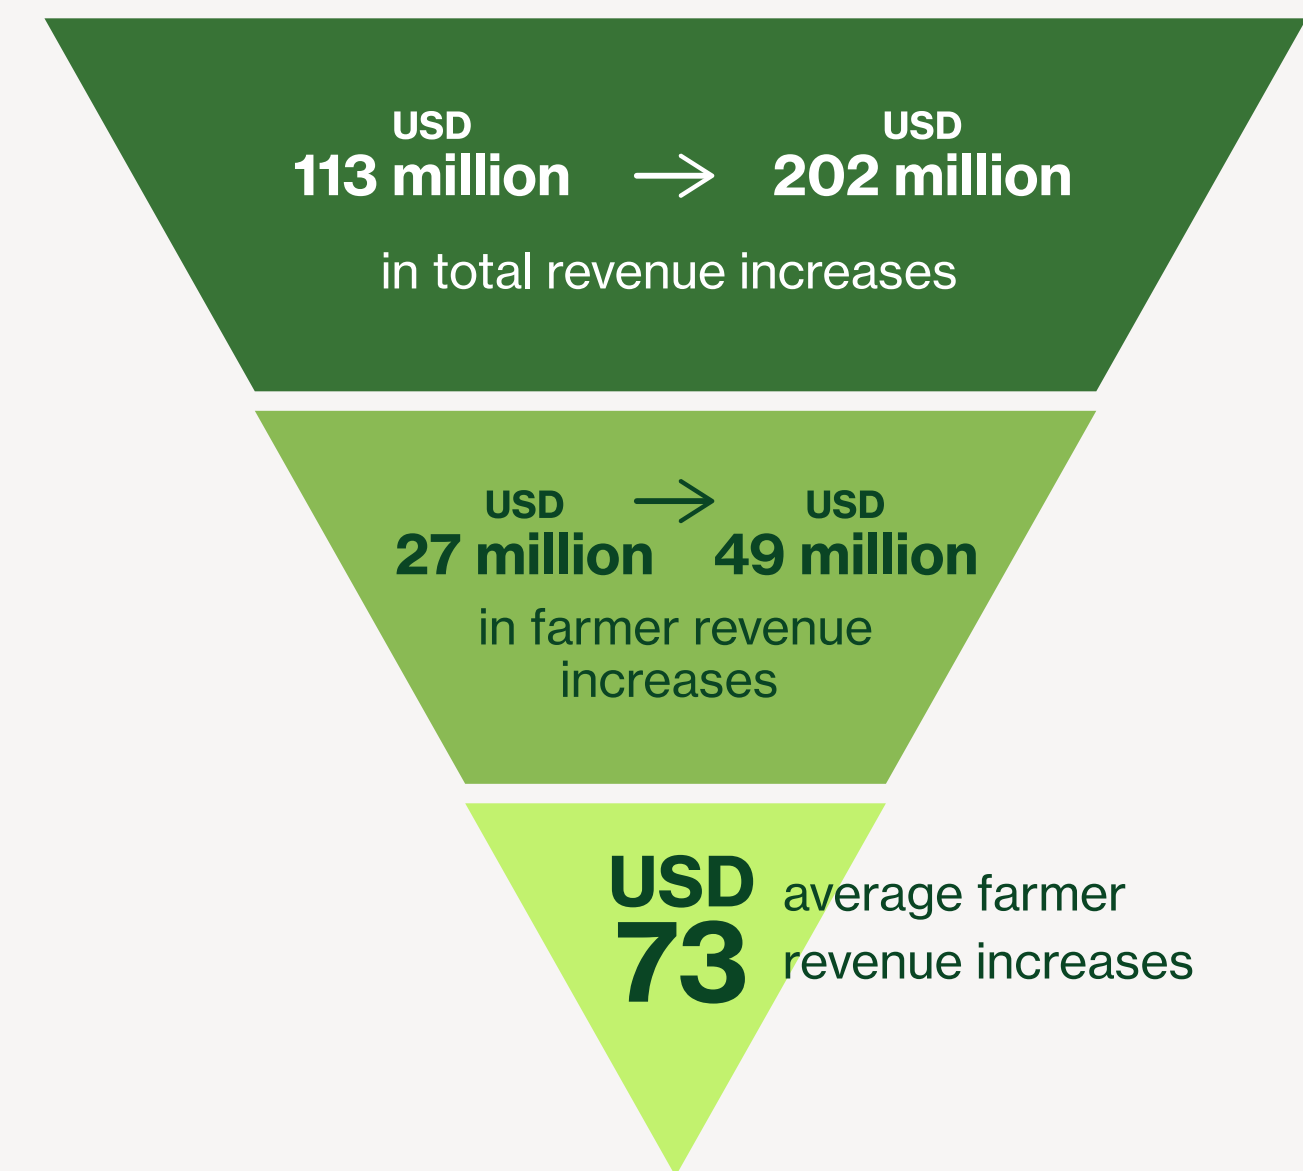 USD USD
113 million → 202 million
in total revenue increases
USD → USD
27 million 49 million
in farmer revenue
increases
USD
73
average farmer
revenue increases